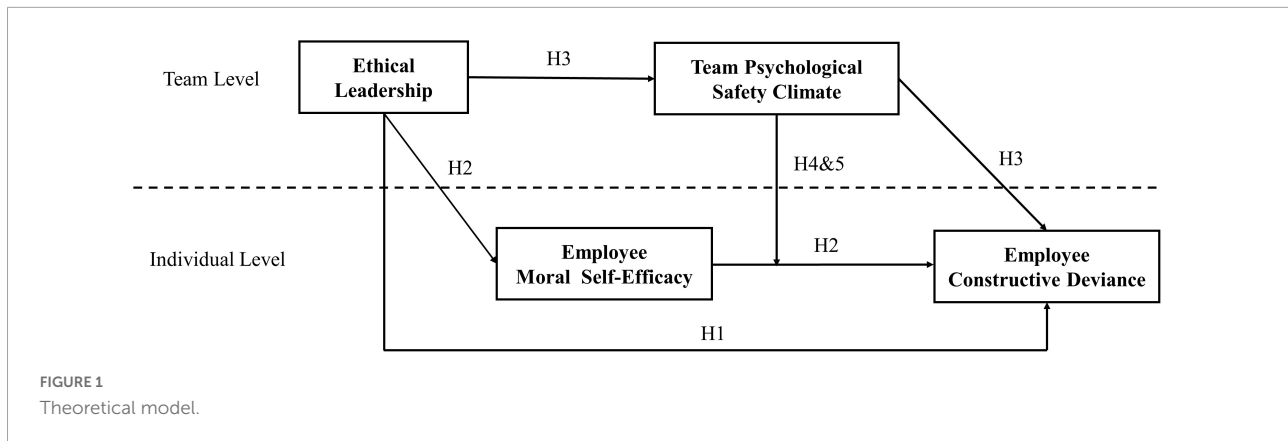 Team Level
Ethical
Leadership
H3
Team Psychological
Safety Climate
H2
H4&5
H3
Individual Level
Employee
Moral Self-Efficacy
H2
Employee
Constructive Deviance
H1
FIGURE 1
Theoretical model.